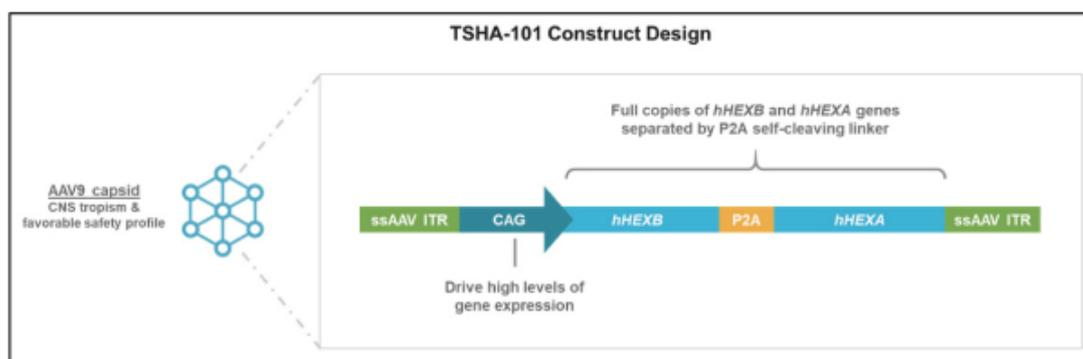 TSHA-101 Construct Design
Full copies of hHEXB and hHEXA genes
separated by P2A self-cleaving linker
AAV9 capsid
CNS tropism &
favorable safety profile
ssAAV ITR CAG hHEXB P2A hHEXA ssAAV ITR
Drive high levels of
gene expression